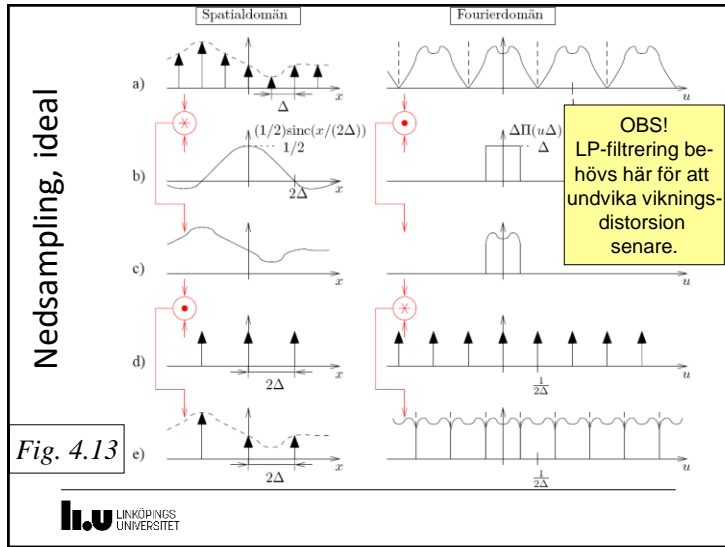 Nedsampling, ideal
Spatialdomän
Fourierdomän
a)
Δ
x
u
(1/2)sinc(x/(2Δ))
1/2
ΔΠ(uΔ)
Δ
b)
2Δ
x
OBS!
LP-filtrering be-
hövs här för att
undvika viknings-
distorsion
senare.
c)
x
u
d)
2Δ
x
1/2Δ
u
Fig. 4.13
e)
2Δ
x
1/2Δ
u
LiU LINKÖPINGS
UNIVERSITET